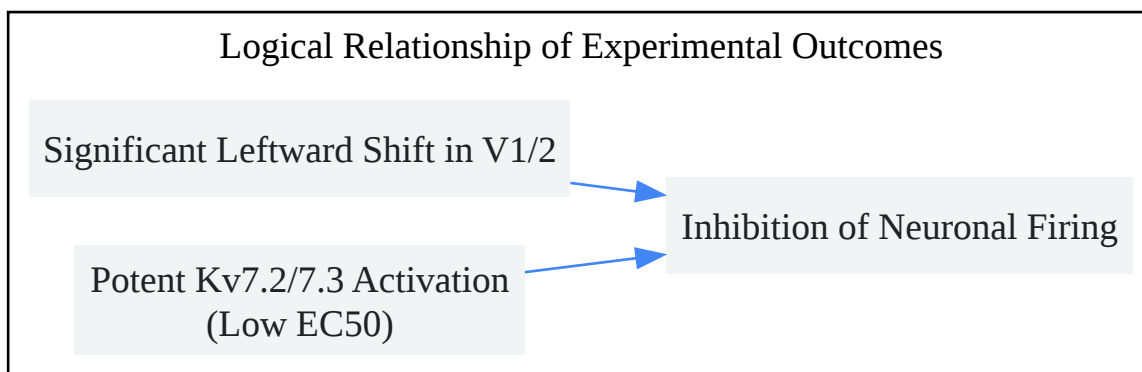 Logical Relationship of Experimental Outcomes
Significant Leftward Shift in V1/2
Inhibition of Neuronal Firing
Potent Kv7.2/7.3 Activation
(Low EC50)